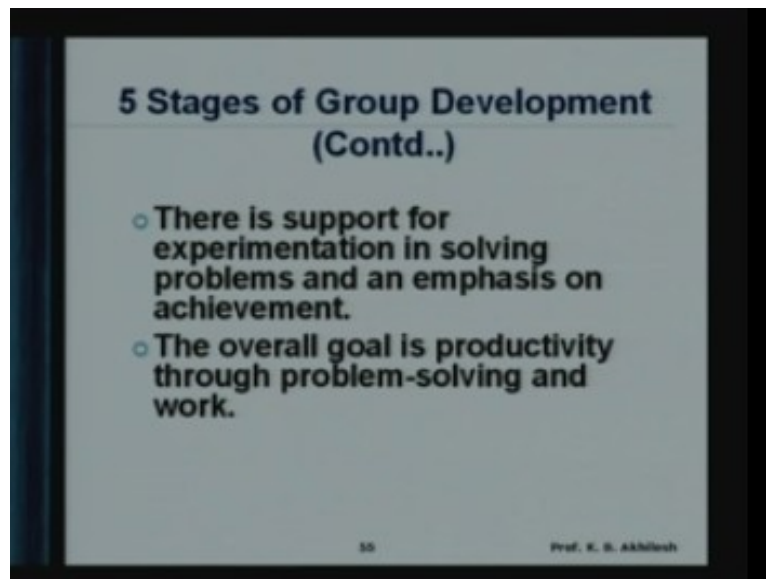 5 Stages of Group Development
(Contd..)
There is support for
experimentation in solving
problems and an emphasis on
achievement.
The overall goal is productivity
through problem-solving and
work.
55
Prof. K. B. Akhilesh